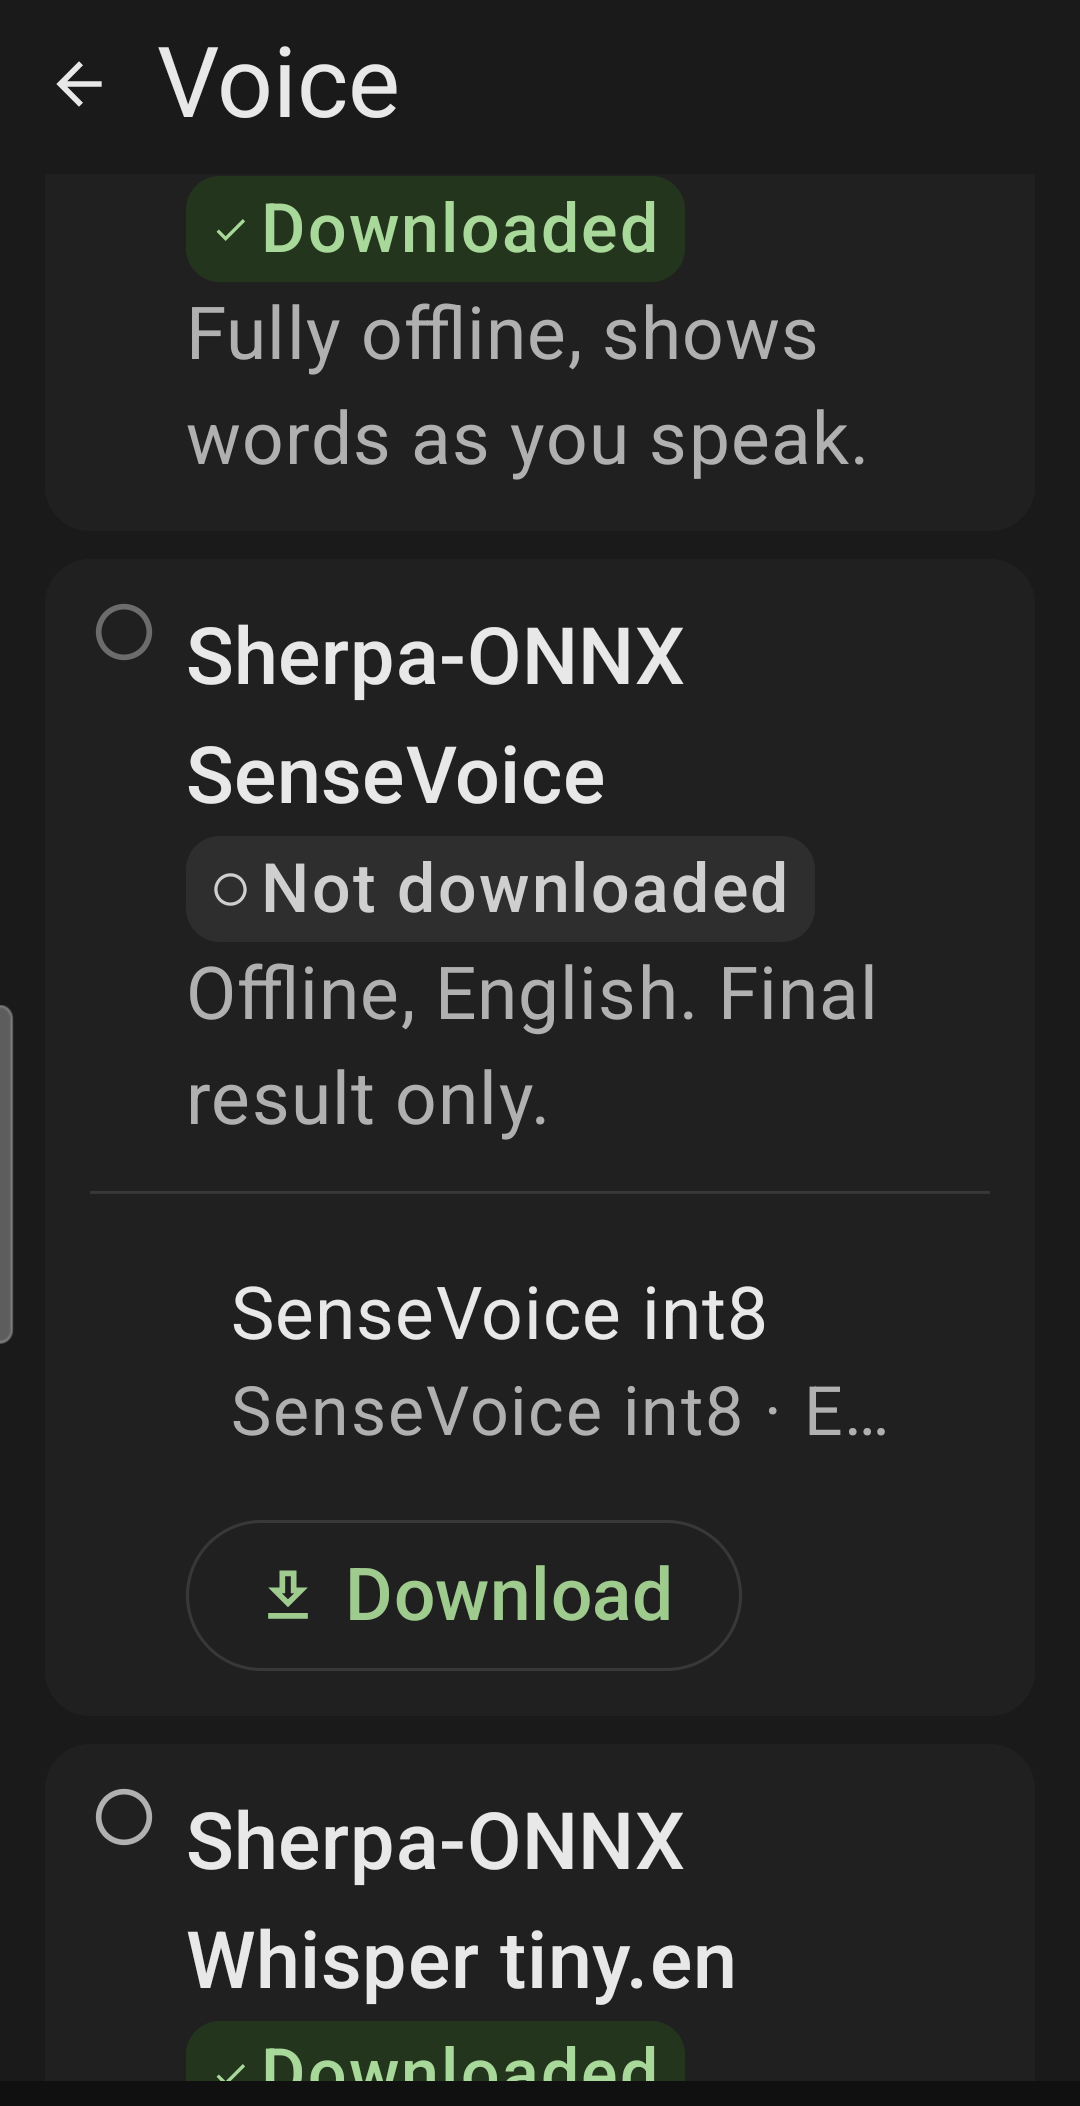 Voice
Downloaded
Fully offline, shows
words as you speak.
Sherpa-ONNX
SenseVoice
Not downloaded
Offline, English. Final
result only.
SenseVoice int8
SenseVoice int8 · E…
Download
Sherpa-ONNX
Whisper tiny.en
Downloaded